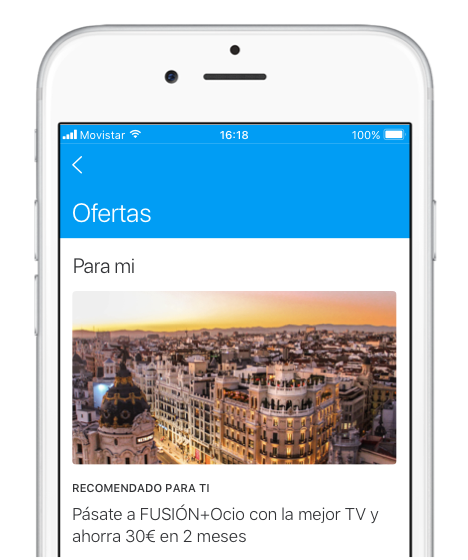 Movistar 16:18 100%
Ofertas
Para mi
RECOMENDADO PARA TI
Pásate a FUSIÓN+Ocio con la mejor TV y
ahorra 30€ en 2 meses